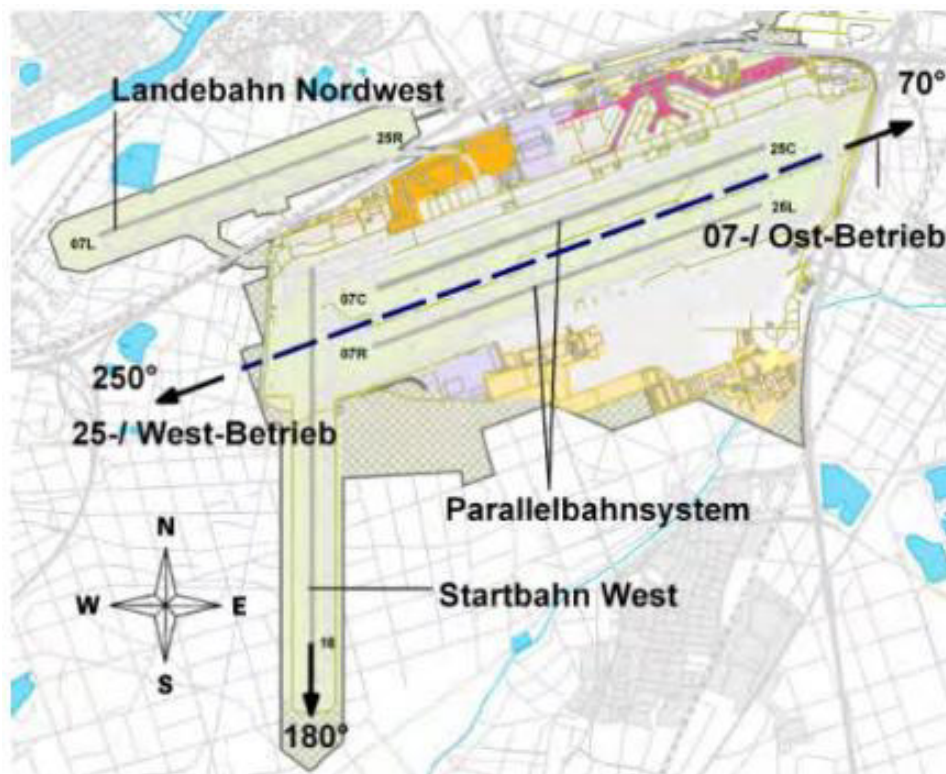 Landebahn Nordwest
70°
25R
25C
25L
07L
07-/ Ost-Betrieb
07C
07R
250°
25-/ West-Betrieb
Parallelbahnsystem
N
W
E
S
Startbahn West
18
180°